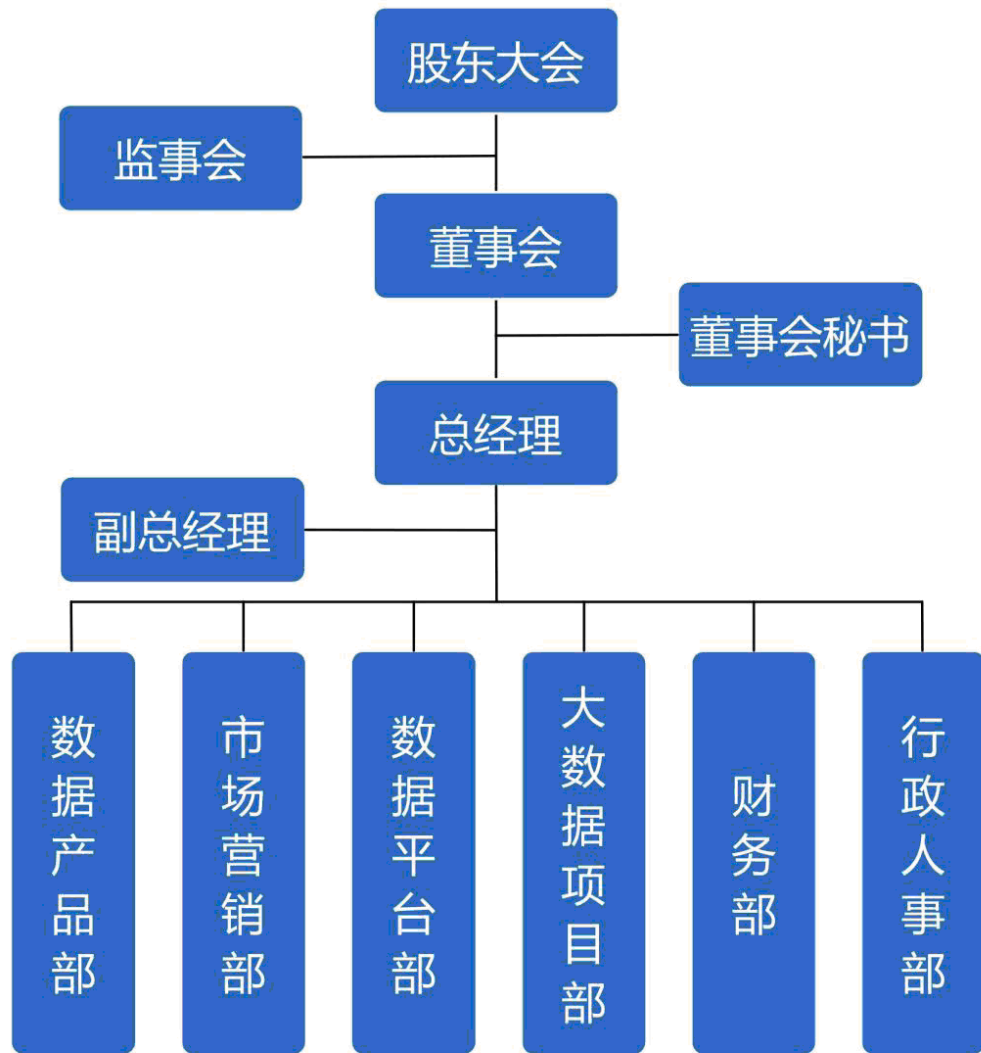 股东大会
监事会
董事会
董事会秘书
总经理
副总经理
数据产品部
市场营销部
数据平台部
大数据项目部
财务部
行政人事部